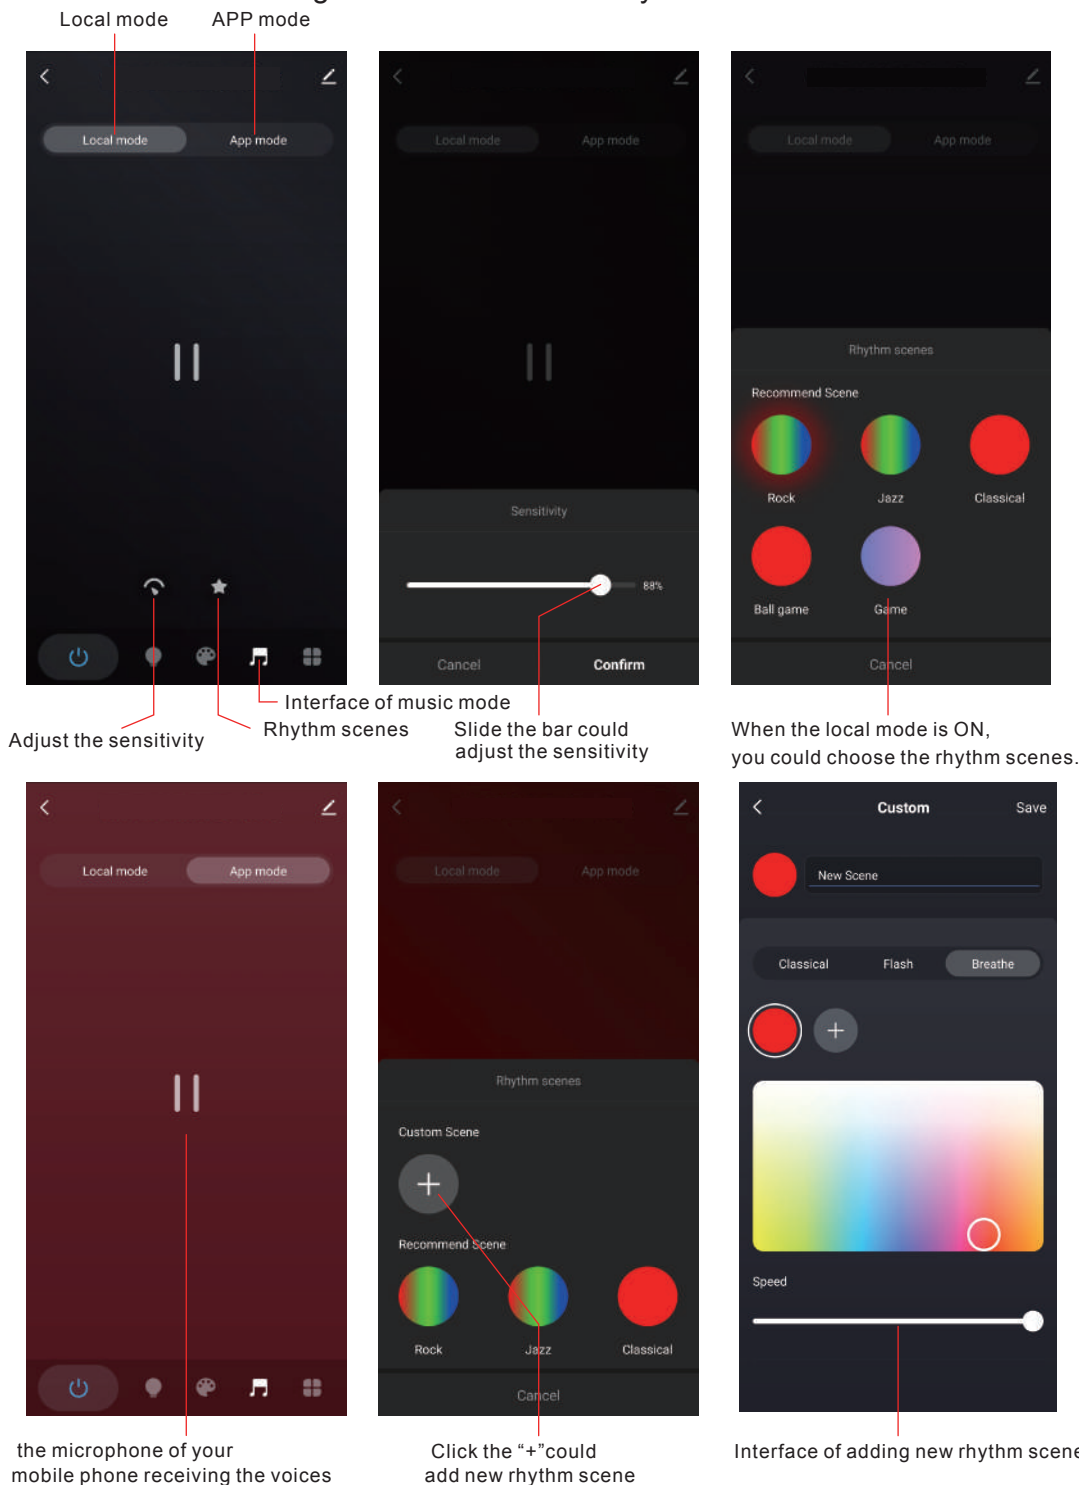 Local mode
APP mode
Local mode
App mode
Local mode
App mode
Sensitivity
88%
Cancel
Confirm
Local mode
App mode
Rhythm scenes
Recommend Scene
Rock
Jazz
Classical
Ball game
Game
Cancel
Adjust the sensitivity
Rhythm scenes
Interface of music mode
Slide the bar could
adjust the sensitivity
When the local mode is ON,
you could choose the rhythm scenes.
Local mode
App mode
Local mode
App mode
Rhythm scenes
Custom Scene
Recommend Scene
Rock
Jazz
Classical
Cancel
Custom
Save
New Scene
Classical
Flash
Breathe
Speed
the microphone of your
mobile phone receiving the voices
Click the “+”could
add new rhythm scene
Interface of adding new rhythm scene